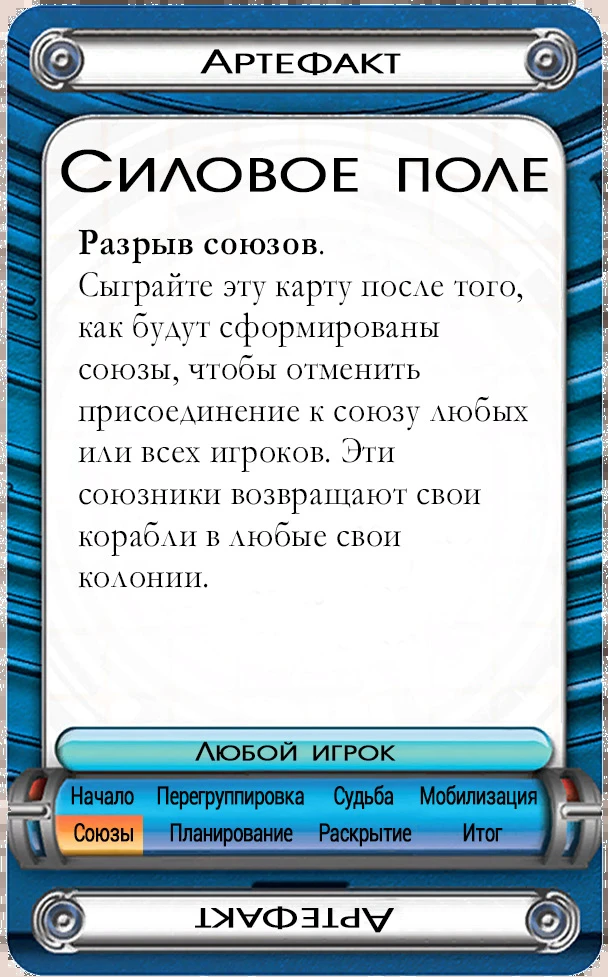 Артефакт
Силовое поле
Разрыв союзов.
Сыграйте эту карту после того,
как будут сформированы
союзы, чтобы отменить
присоединение к союзу любых
или всех игроков. Эти
союзники возвращают свои
корабли в любые свои
колонии.
Любой игрок
Начало Перегруппировка Судьба Мобилизация
Союзы Планирование Раскрытие Итог
Артефакт